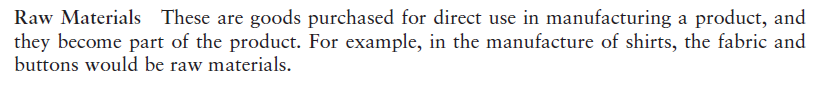 Raw Materials These are goods purchased for direct use in manufacturing a product, and
they become part of the product. For example, in the manufacture of shirts, the fabric and
buttons would be raw materials.